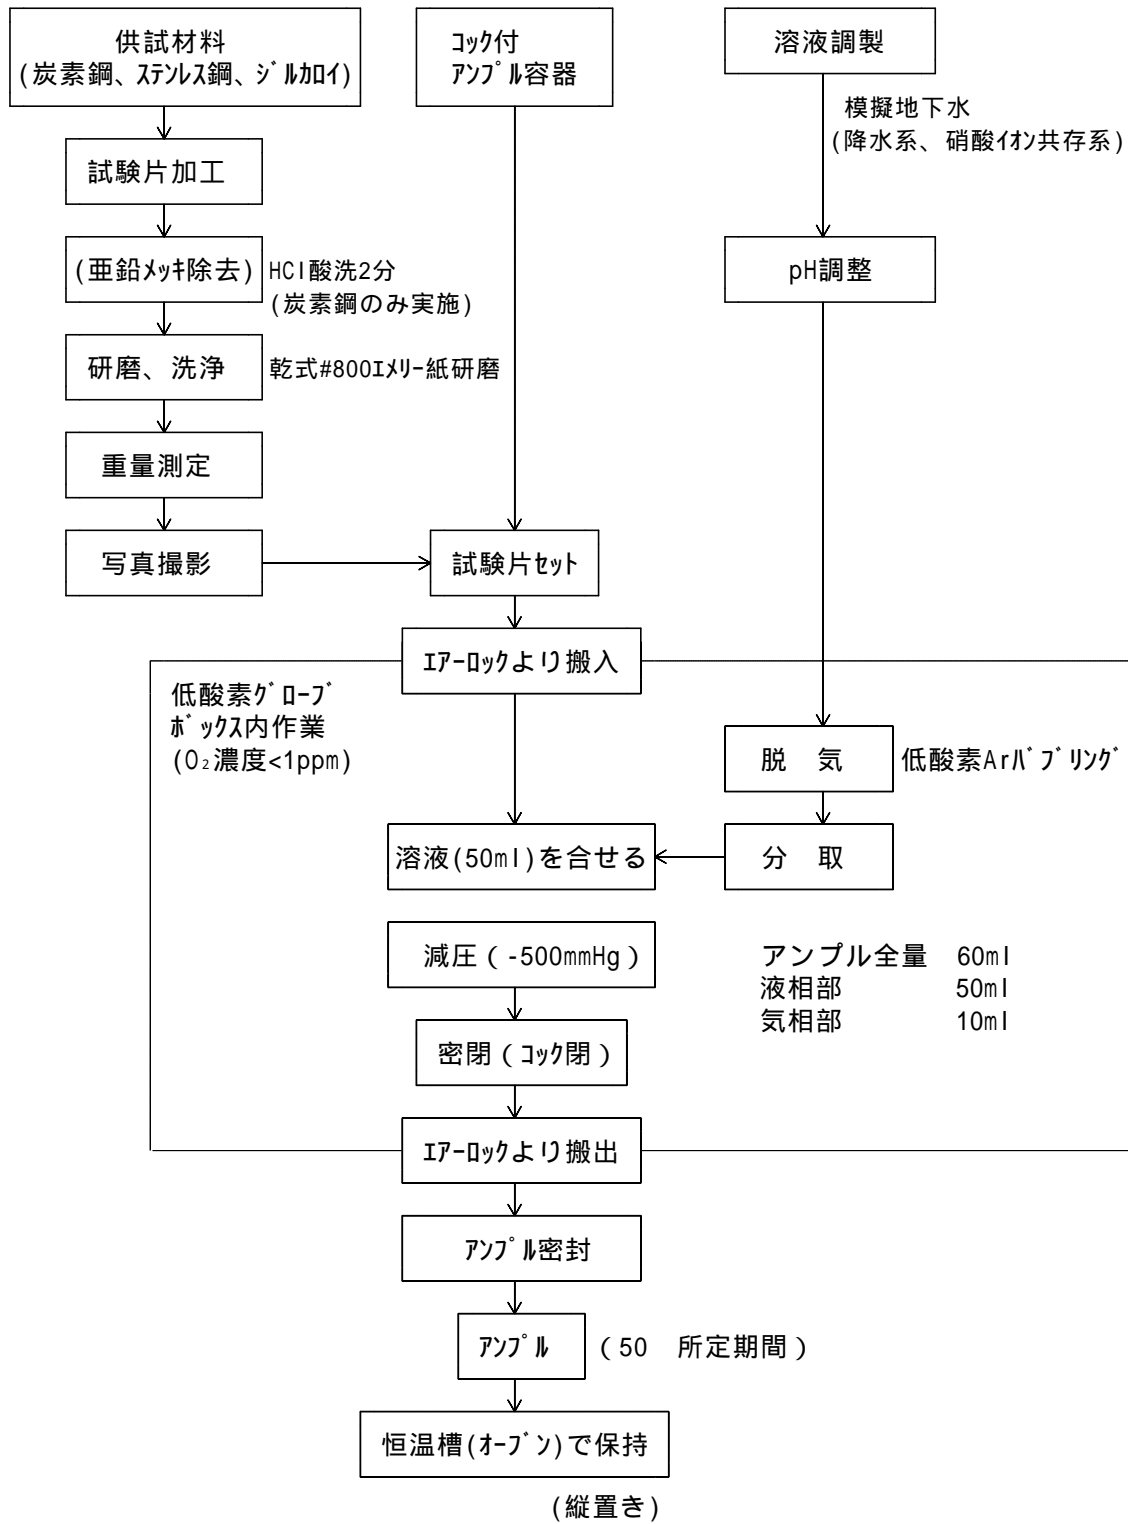 供試材料
(炭素鋼、ｽﾃﾝﾚｽ鋼、ｼﾞﾙｶﾛｲ)
ｺｯｸ付
ｱﾝﾌﾟﾙ容器
溶液調製
模擬地下水
(降水系、硝酸ｲｵﾝ共存系)
試験片加工
(亜鉛ﾒｯｷ除去)
HCl酸洗2分
(炭素鋼のみ実施)
pH調整
研磨、洗浄
乾式#800ｴﾒﾘｰ紙研磨
重量測定
写真撮影
試験片ｾｯﾄ
ｴｱｰﾛｯｸより搬入
低酸素ｸﾞﾛｰﾌﾞ
ﾎﾞｯｸｽ内作業
(O₂濃度<1ppm)
脱　気
低酸素Arﾊﾞﾌﾞﾘﾝｸﾞ
溶液(50ml)を合せる
分　取
減圧（-500mmHg）
アンプル全量　60ml
液相部　50ml
気相部　10ml
密閉（ｺｯｸ閉）
ｴｱｰﾛｯｸより搬出
ｱﾝﾌﾟﾙ密封
ｱﾝﾌﾟﾙ
（50　所定期間）
恒温槽(ｵｰﾌﾞﾝ)で保持
(縦置き)